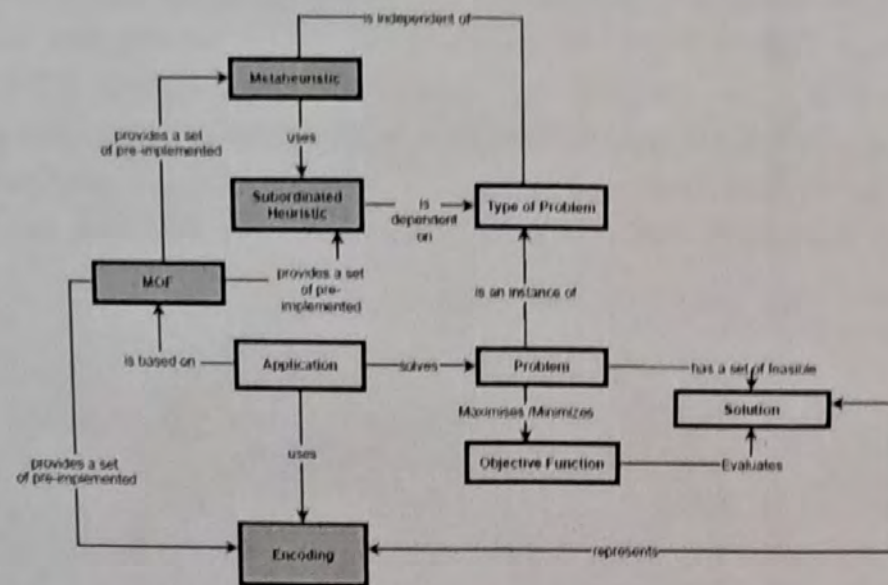 is independent of
Metaheuristic
provides a set
of pre-implemented
uses
Subordinated
Heuristic
is
dependent
on
Type of Problem
MOF
provides a set
of pre-
implemented
is an instance of
is based on
Application
solves
Problem
has a set of feasible
Maximises /Minimizes
Solution
provides a set
of pre-implemented
uses
Objective Function
Evaluates
Encoding
represents